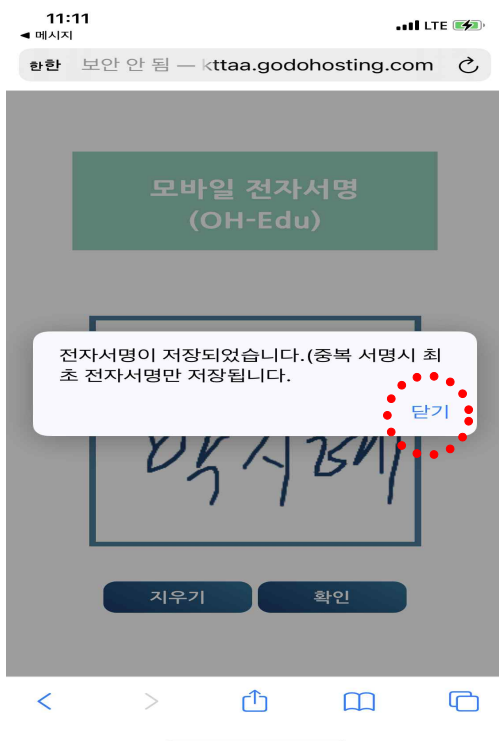 11:11
LTE
◀ 메시지
한한 보안 안 됨 — kttaa.godohosting.com
모바일 전자서명
(OH-Edu)
전자서명이 저장되었습니다.(중복 서명시 최
초 전자서명만 저장됩니다.
닫기
지우기
확인